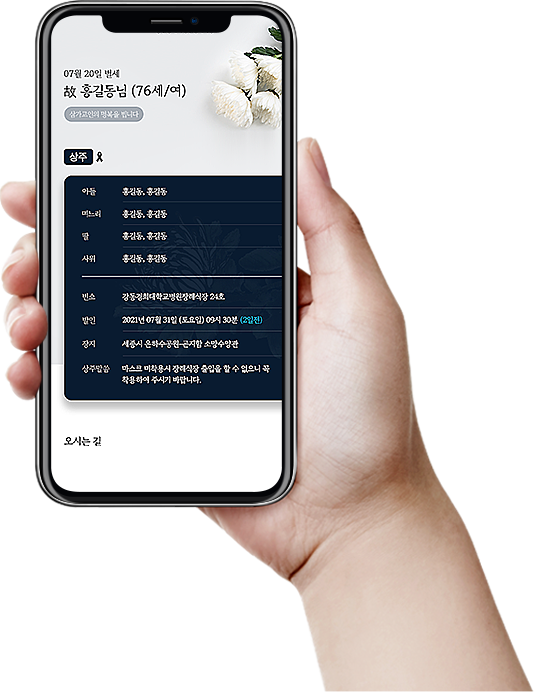 07월 20일 별세
故 홍길동님 (76세/여)
삼가고인의 명복을 빕니다
상주
아들 홍길동, 홍길동
며느리 홍길동, 홍길동
딸 홍길동, 홍길동
사위 홍길동, 홍길동
빈소 강동경희대학교병원장례식장 24호
발인 2021년 07월 31일 (토요일) 09시 30분 (2일전)
장지 세종시 은하수공원-곤지암 소망수양관
상주말씀 마스크 미착용시 장례식장 출입을 할 수 없으니 꼭
착용하여 주시기 바랍니다.
오시는 길